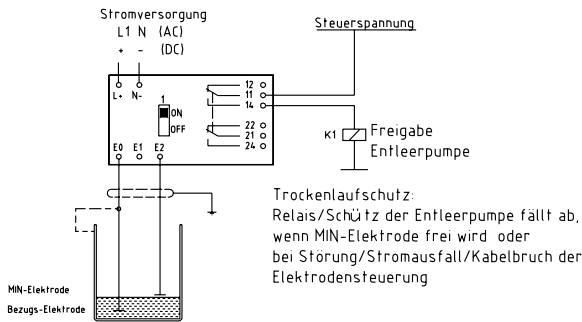 Stromversorgung
L1 N (AC)
+ - (DC)
Steuerspannung
L+ N-
1
ON
OFF
12
11
14
22
21
24
E0 E1 E2
K1
Freigabe
Entleerpumpe
Trockenlaufschutz:
Relais/Schütz der Entleerpumpe fällt ab,
wenn MIN-Elektrode frei wird oder
bei Störung/Stromausfall/Kabelbruch der
Elektrodensteuerung
MIN-Elektrode
Bezugs-Elektrode